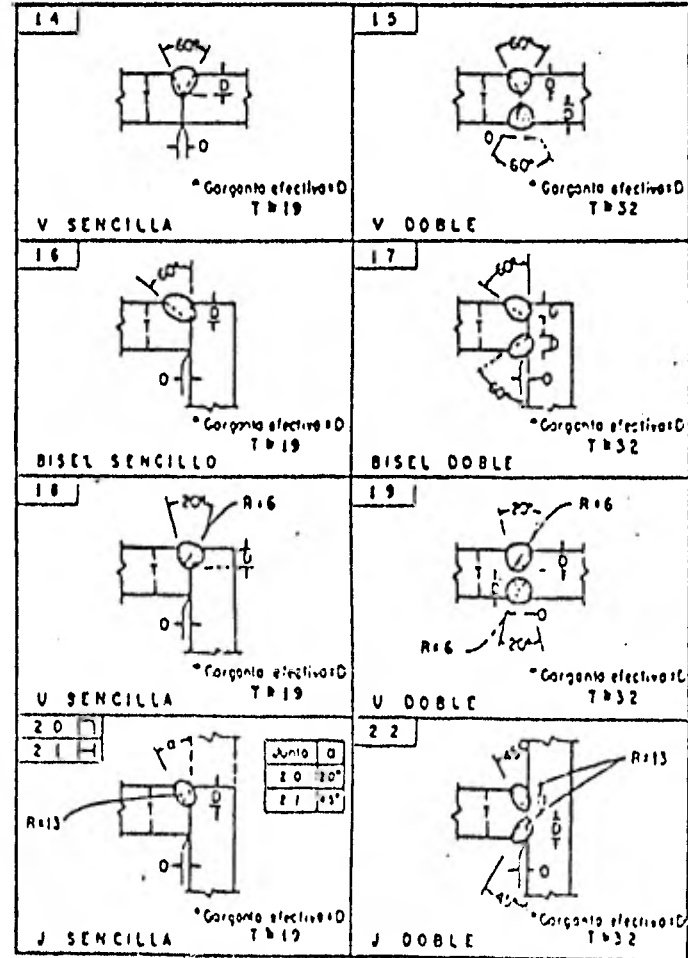 14
60°
D
T
T
0
* Garganta efectiva=D
T ≥ 19
V SENCILLA
15
60°
D
T
T
0
60°
* Garganta efectiva=D
T ≥ 32
V DOBLE
16
60°
D
T
T
0
* Garganta efectiva=D
T ≥ 19
BISEL SENCILLO
17
60°
T
60°
0
* Garganta efectiva=D
T ≥ 32
BISEL DOBLE
18
20°
R=6
T
T
0
* Garganta efectiva=D
T ≥ 19
U SENCILLA
19
20°
R=6
D
T
T
0
R=6
20°
* Garganta efectiva=
T ≥ 32
U DOBLE
20
21
a
Junta a
20 20°
21 45°
D
T
T
R=13
0
* Garganta efectiva=D
T ≥ 19
J SENCILLA
22
45°
R=13
T
D
T
0
45°
* Garganta efectiva=D
T ≥ 32
J DOBLE